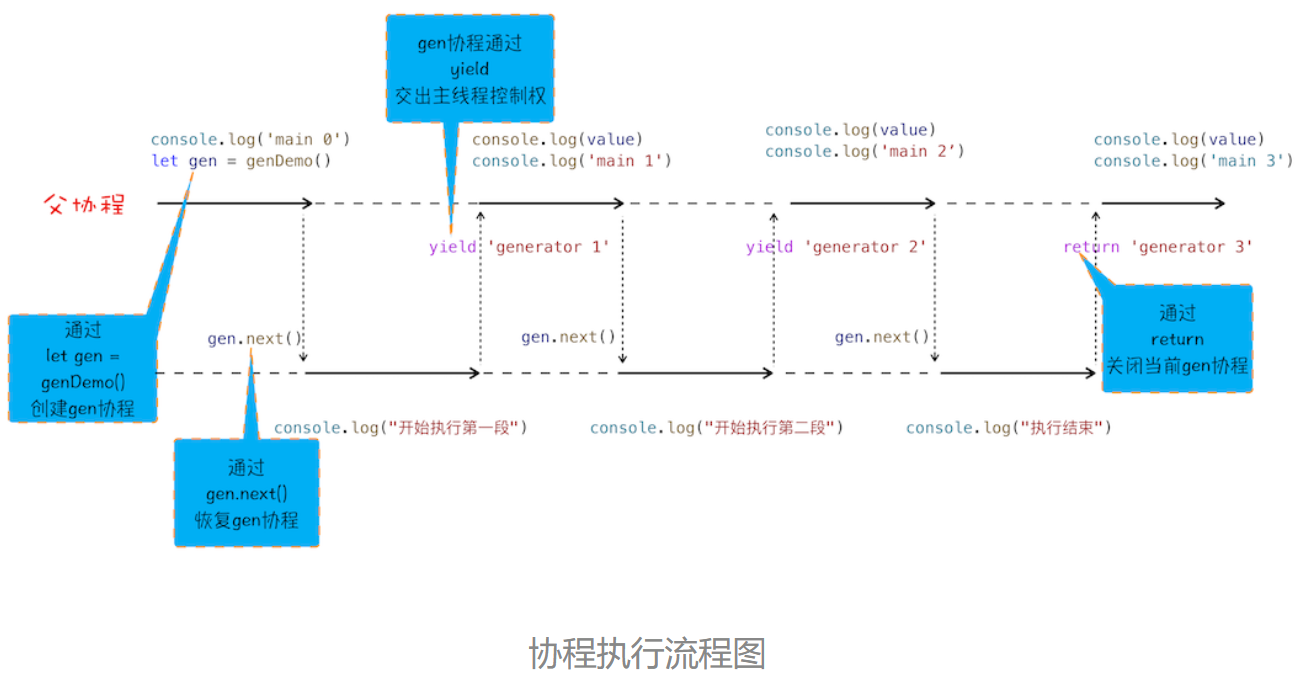 gen协程通过
yield
交出主线程控制权
console.log('main 0')
let gen = genDemo()
console.log(value)
console.log('main 1')
console.log(value)
console.log('main 2’)
console.log(value)
console.log('main 3')
父协程
yield 'generator 1'
yield 'generator 2'
return 'generator 3'
通过
let gen =
genDemo()
创建gen协程
gen.next()
gen.next()
gen.next()
通过
return
关闭当前gen协程
console.log("开始执行第一段")
console.log("开始执行第二段")
console.log("执行结束")
通过
gen.next()
恢复gen协程
协程执行流程图